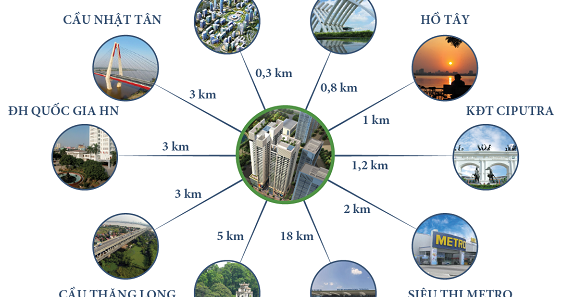 CẦU NHẬT TÂN
HỒ TÂY
0,3 km
0,8 km
3 km
1 km
ĐH QUỐC GIA HN
KĐT CIPUTRA
3 km
1,2 km
3 km
2 km
METRO
5 km
18 km
CẦU THĂNG LONG
SIÊU THỊ METRO